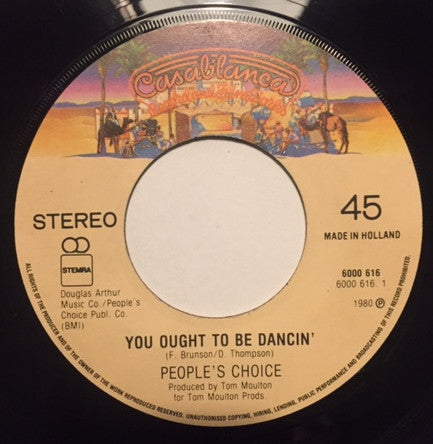 Casablanca
Record and FilmWorks
STEREO
45
MADE IN HOLLAND
STEMRA
6000 616
6000 616. 1
1980 Ⓟ
Douglas Arthur
Music Co./People's
Choice Publ. Co.
(BMI)
YOU OUGHT TO BE DANCIN'
(F. Brunson/D. Thompson)
PEOPLE'S CHOICE
Produced by Tom Moulton
for Tom Moulton Prods.
ALL RIGHTS OF THE PRODUCER AND OF THE OWNER OF THE WORK REPRODUCED RESERVED. UNAUTHORISED COPYING, HIRING, LENDING, PUBLIC PERFORMANCE AND BROADCASTING OF THIS RECORD PROHIBITED.